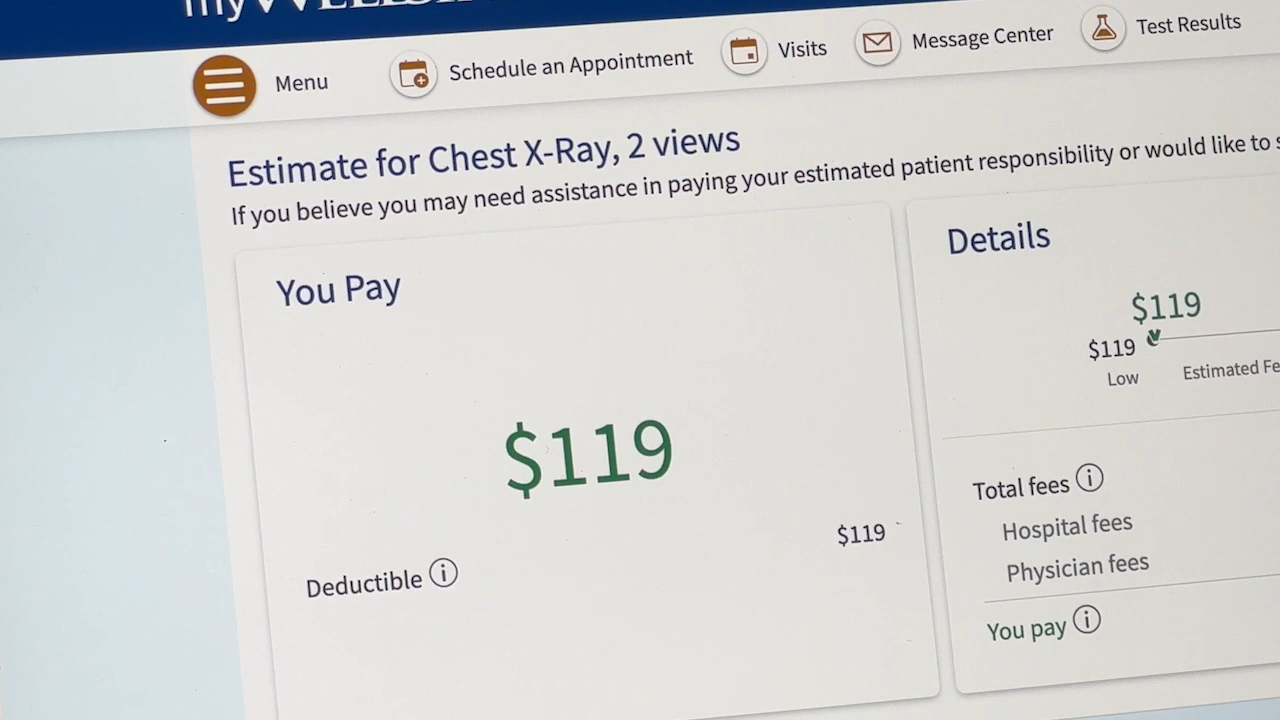 Menu
Schedule an Appointment
Visits
Message Center
Test Results
Estimate for Chest X-Ray, 2 views
If you believe you may need assistance in paying your estimated patient responsibility or would like to
You Pay
$119
Deductible
$119
Details
$119
$119
Low
Estimated
Total fees
Hospital fees
Physician fees
You pay